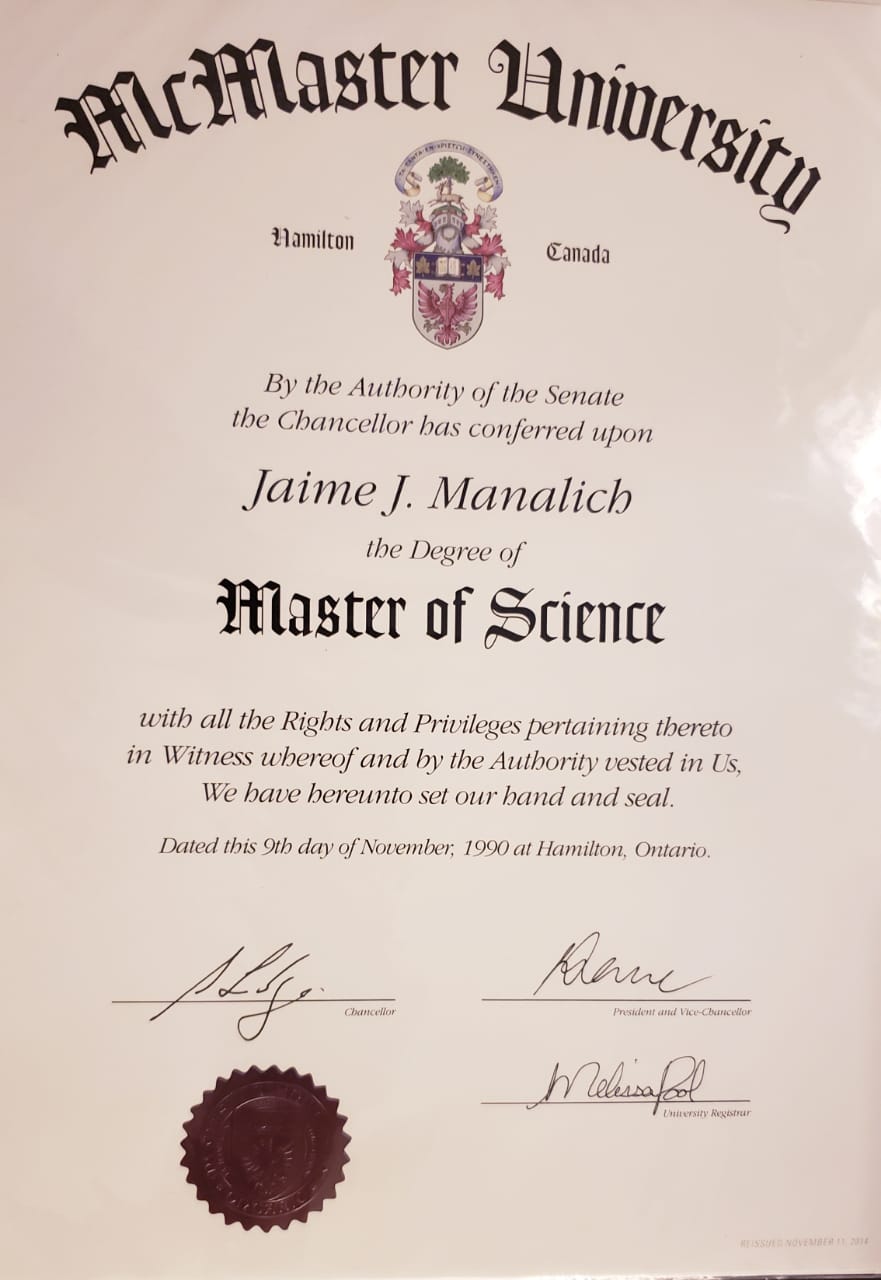 McMaster University
Hamilton
Canada
By the Authority of the Senate
the Chancellor has conferred upon
Jaime J. Manalich
the Degree of
Master of Science
with all the Rights and Privileges pertaining thereto
in Witness whereof and by the Authority vested in Us,
We have hereunto set our hand and seal.
Dated this 9th day of November, 1990 at Hamilton, Ontario.
Chancellor
President and Vice-Chancellor
Melissa Pool
University Registrar
REISSUED NOVEMBER 11, 2014